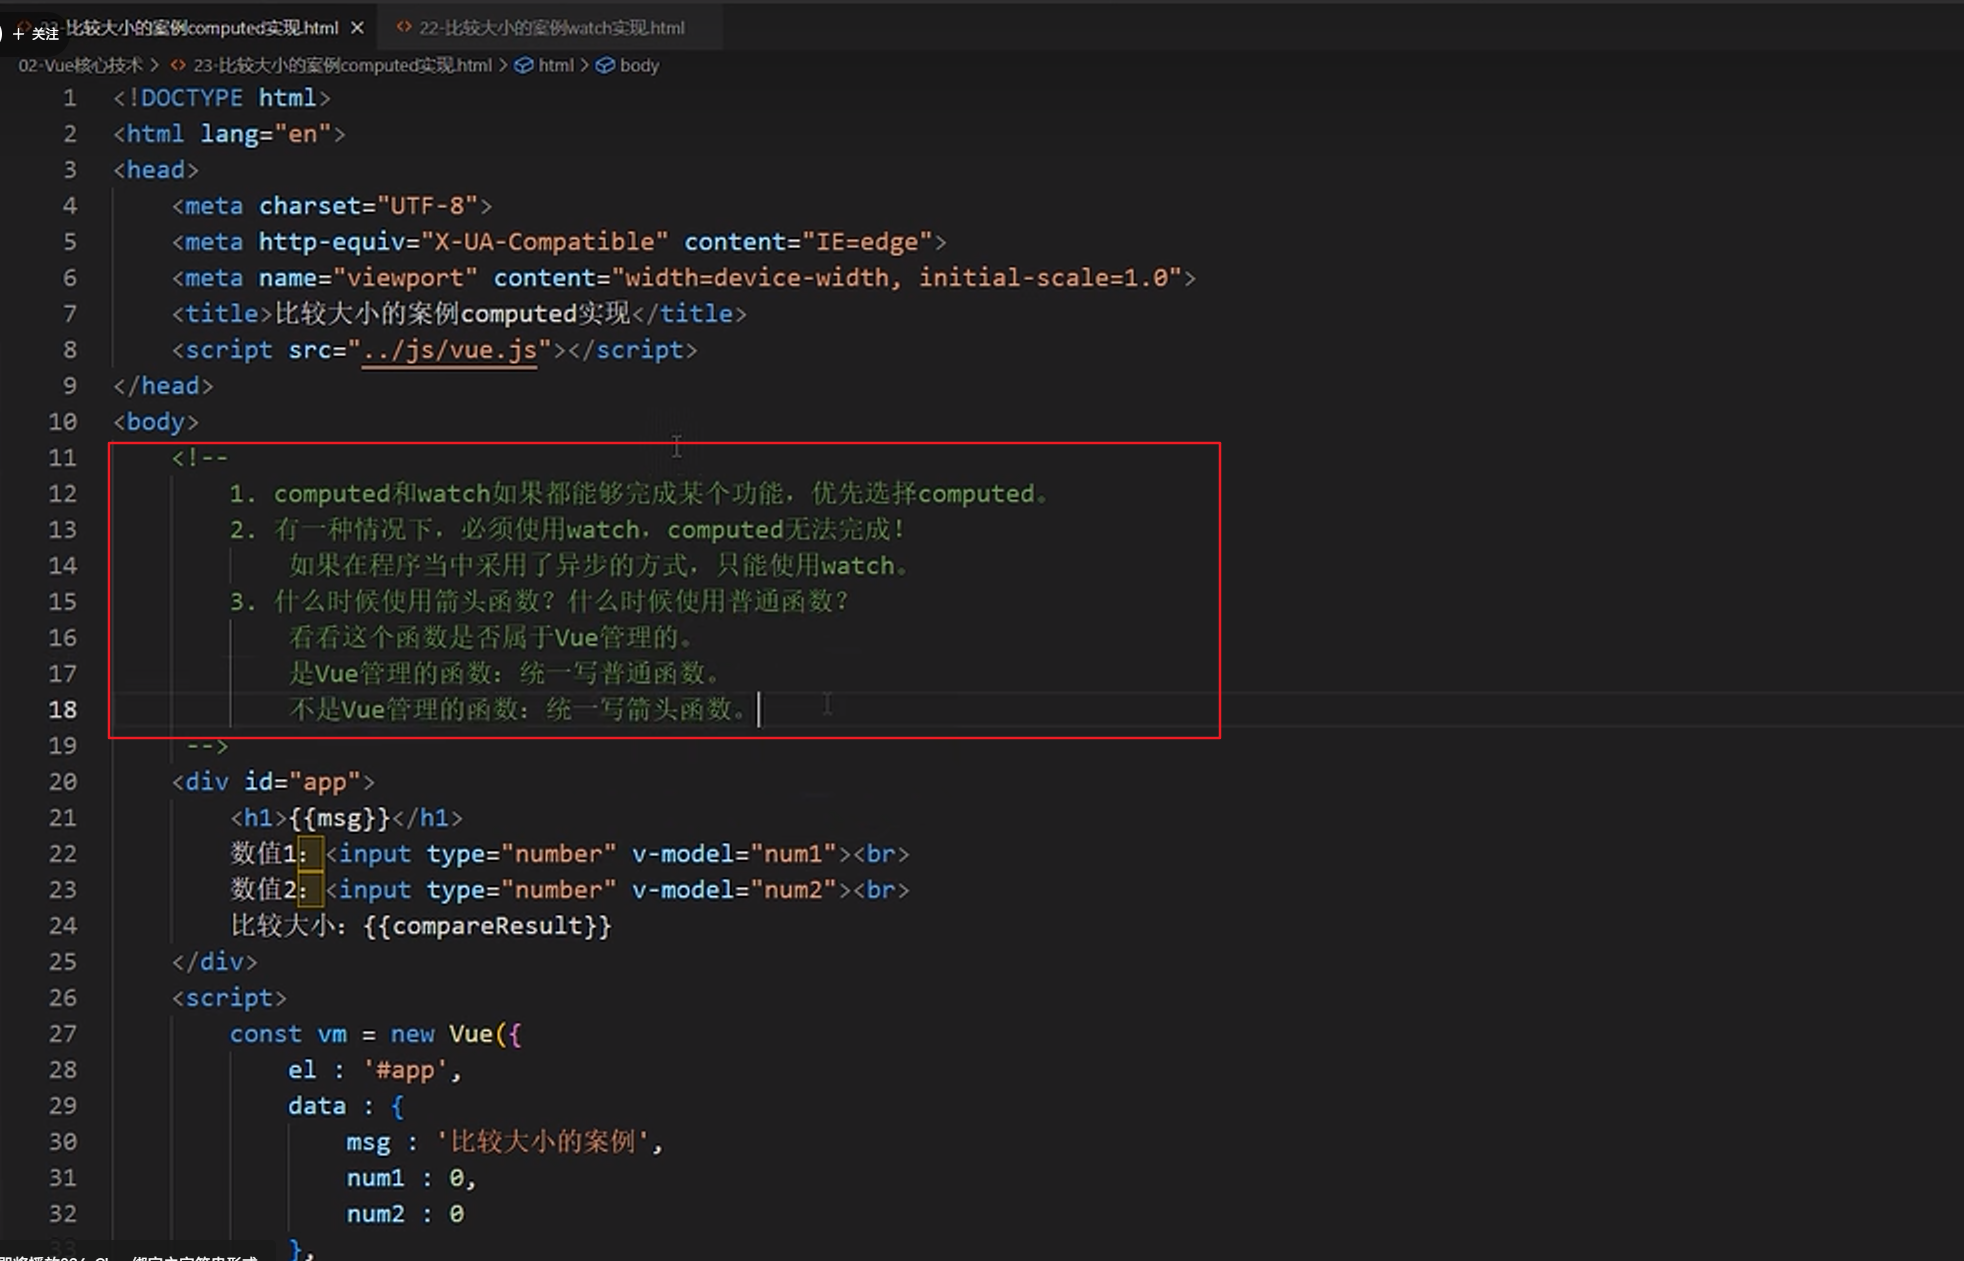 + 关注
比较大小的案例computed实现.html × <> 22-比较大小的案例watch实现.html
02-Vue核心技术 > <> 23-比较大小的案例computed实现.html > html > body
1 <!DOCTYPE html>
2 <html lang="en">
3 <head>
4 <meta charset="UTF-8">
5 <meta http-equiv="X-UA-Compatible" content="IE=edge">
6 <meta name="viewport" content="width=device-width, initial-scale=1.0">
7 <title>比较大小的案例computed实现</title>
8 <script src="../js/vue.js"></script>
9 </head>
10 <body>
11 <!--
12 1. computed和watch如果都能够完成某个功能，优先选择computed。
13 2. 有一种情况下，必须使用watch，computed无法完成！
14 如果在程序当中采用了异步的方式，只能使用watch。
15 3. 什么时候使用箭头函数？什么时候使用普通函数？
16 看看这个函数是否属于Vue管理的。
17 是Vue管理的函数：统一写普通函数。
18 不是Vue管理的函数：统一写箭头函数。
19 -->
20 <div id="app">
21 <h1>{{msg}}</h1>
22 数值1：<input type="number" v-model="num1"><br>
23 数值2：<input type="number" v-model="num2"><br>
24 比较大小：{{compareResult}}
25 </div>
26 <script>
27 const vm = new Vue({
28 el : '#app',
29 data : {
30 msg : '比较大小的案例',
31 num1 : 0,
32 num2 : 0
33 },